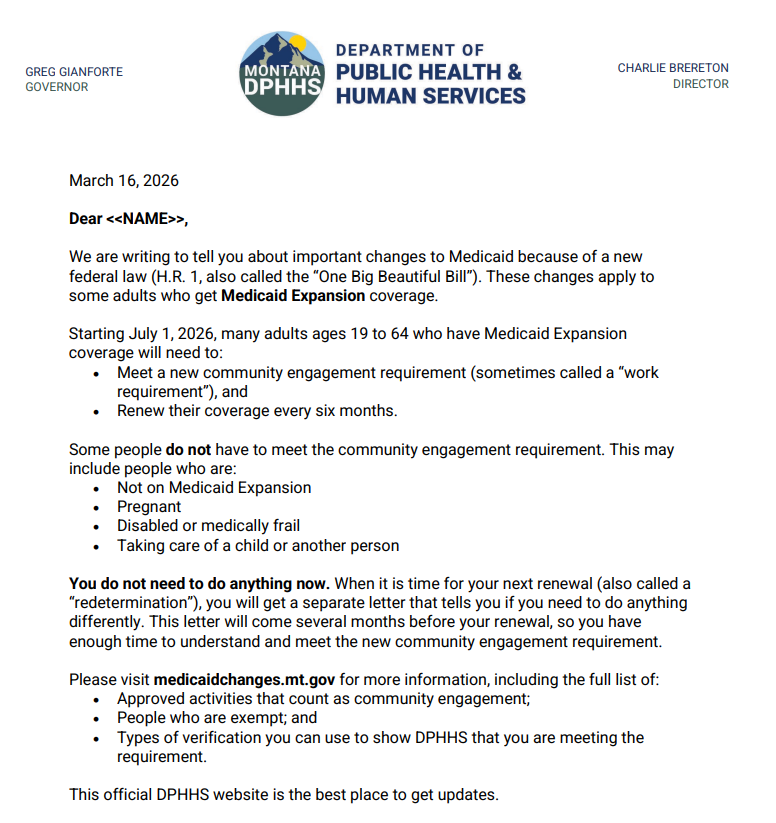 GREG GIANFORTE
GOVERNOR
MONTANA
DPHHS
DEPARTMENT OF
PUBLIC HEALTH &
HUMAN SERVICES
CHARLIE BRERETON
DIRECTOR
March 16, 2026
Dear <<NAME>>,
We are writing to tell you about important changes to Medicaid because of a new
federal law (H.R. 1, also called the “One Big Beautiful Bill”). These changes apply to
some adults who get Medicaid Expansion coverage.
Starting July 1, 2026, many adults ages 19 to 64 who have Medicaid Expansion
coverage will need to:
• Meet a new community engagement requirement (sometimes called a “work
requirement”), and
• Renew their coverage every six months.
Some people do not have to meet the community engagement requirement. This may
include people who are:
• Not on Medicaid Expansion
• Pregnant
• Disabled or medically frail
• Taking care of a child or another person
You do not need to do anything now. When it is time for your next renewal (also called a
“redetermination”), you will get a separate letter that tells you if you need to do anything
differently. This letter will come several months before your renewal, so you have
enough time to understand and meet the new community engagement requirement.
Please visit medicaidchanges.mt.gov for more information, including the full list of:
• Approved activities that count as community engagement;
• People who are exempt; and
• Types of verification you can use to show DPHHS that you are meeting the
requirement.
This official DPHHS website is the best place to get updates.